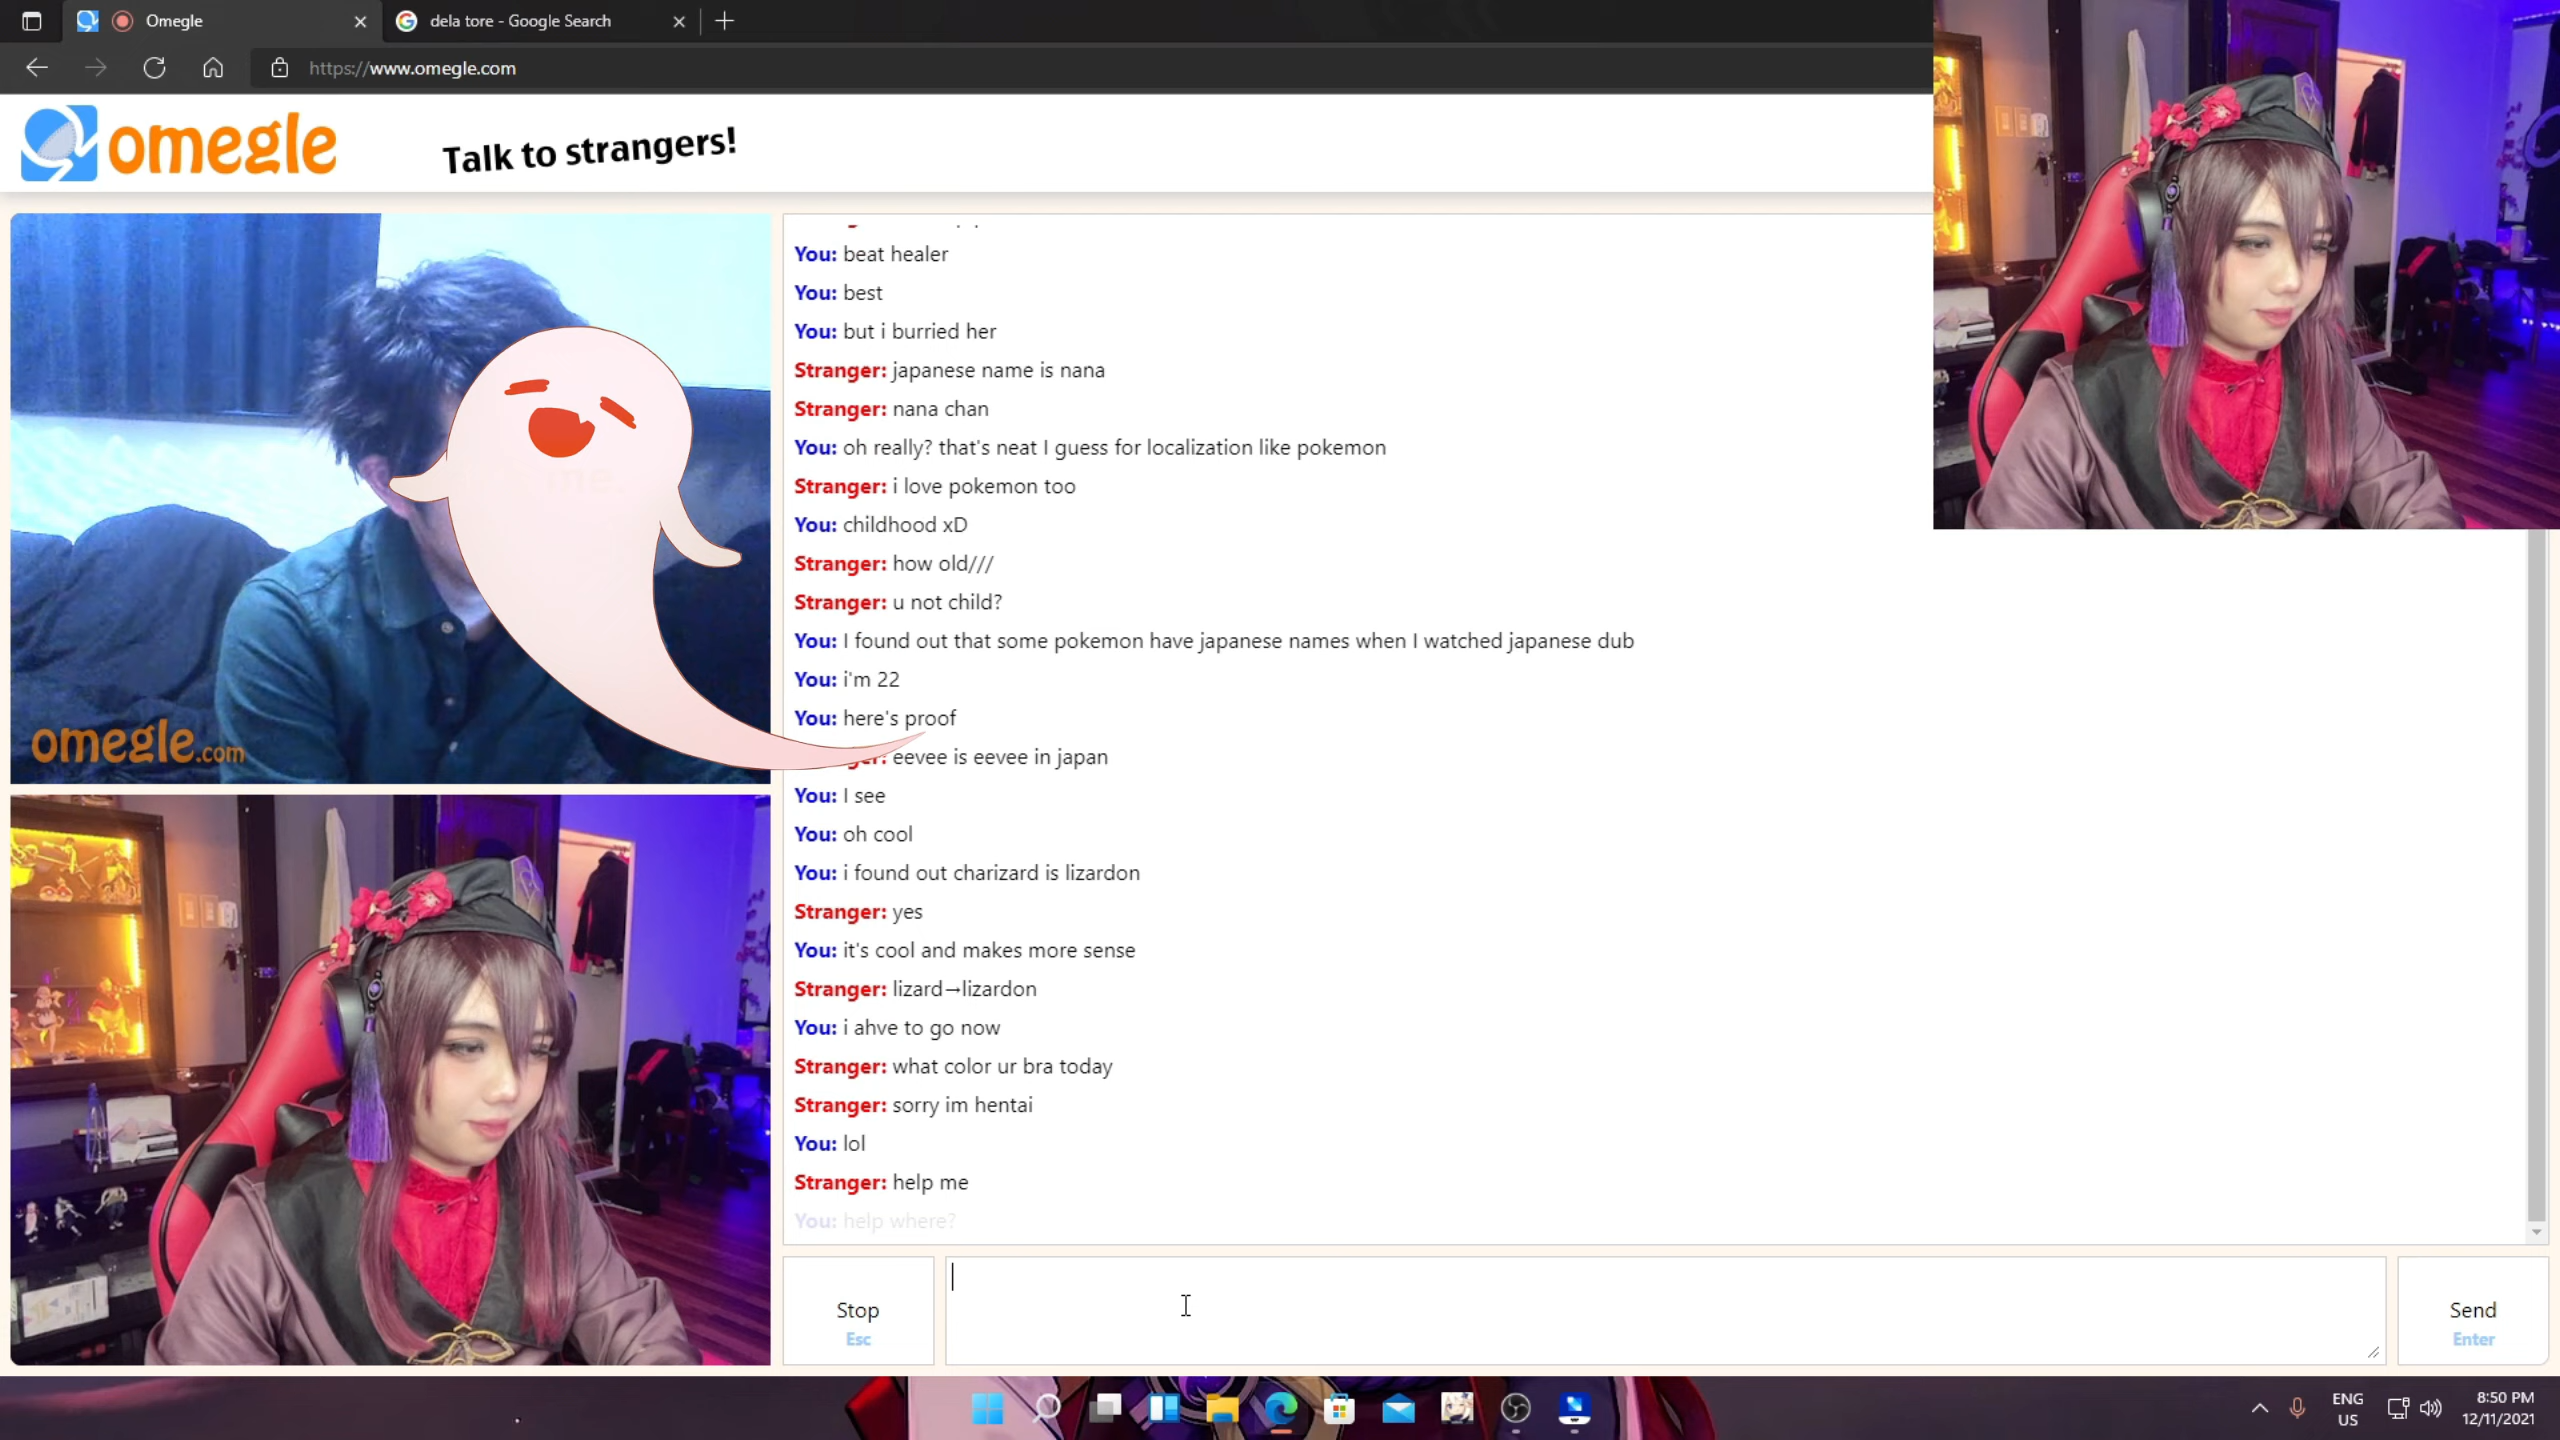 Omegle
dela tore - Google Search
https://www.omegle.com
omegle
Talk to strangers!
You: beat healer
You: best
You: but i burried her
Stranger: japanese name is nana
Stranger: nana chan
You: oh really? that's neat I guess for localization like pokemon
Stranger: i love pokemon too
You: childhood xD
Stranger: how old///
Stranger: u not child?
You: I found out that some pokemon have japanese names when I watched japanese dub
You: i'm 22
You: here's proof
eevee is eevee in japan
You: I see
You: oh cool
You: i found out charizard is lizardon
Stranger: yes
You: it's cool and makes more sense
Stranger: lizard→lizardon
You: i ahve to go now
Stranger: what color ur bra today
Stranger: sorry im hentai
You: lol
Stranger: help me
You: help where?
me.
omegle.com
Stop
Esc
Send
Enter
ENG
US
8:50 PM
12/11/2021